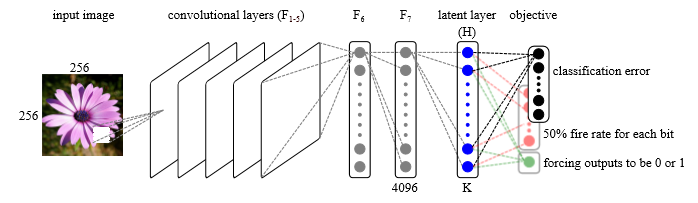 input image
convolutional layers (F1-5)
F6
F7
latent layer
(H)
objective
256
256
classification error
50% fire rate for each bit
forcing outputs to be 0 or 1
4096
K